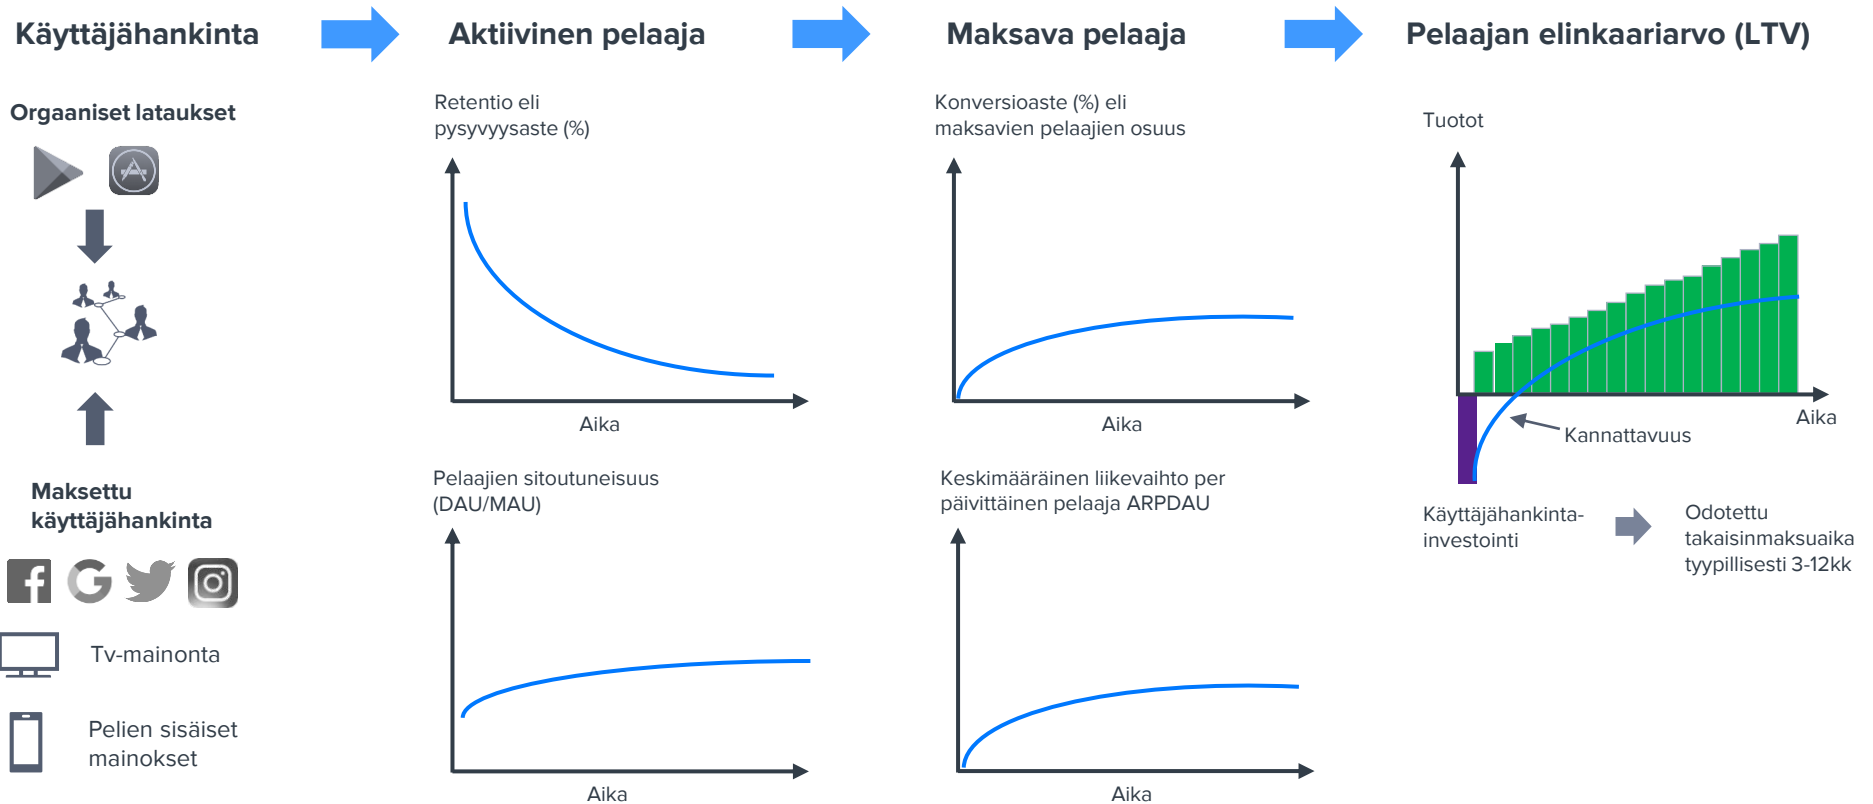 Käyttäjähankinta
Aktiivinen pelaaja
Maksava pelaaja
Pelaajan elinkaariarvo (LTV)
Orgaaniset lataukset
Maksettu
käyttäjähankinta
Tv-mainonta
Pelien sisäiset
mainokset
Retentio eli
pysyvyysaste (%)
Aika
Pelaajien sitoutuneisuus
(DAU/MAU)
Aika
Konversioaste (%) eli
maksavien pelaajien osuus
Aika
Keskimääräinen liikevaihto per
päivittäinen pelaaja ARPDAU
Aika
Tuotot
Aika
Kannattavuus
Käyttäjähankinta-
investointi
Odotettu
takaisinmaksuaika
tyypillisesti 3-12kk